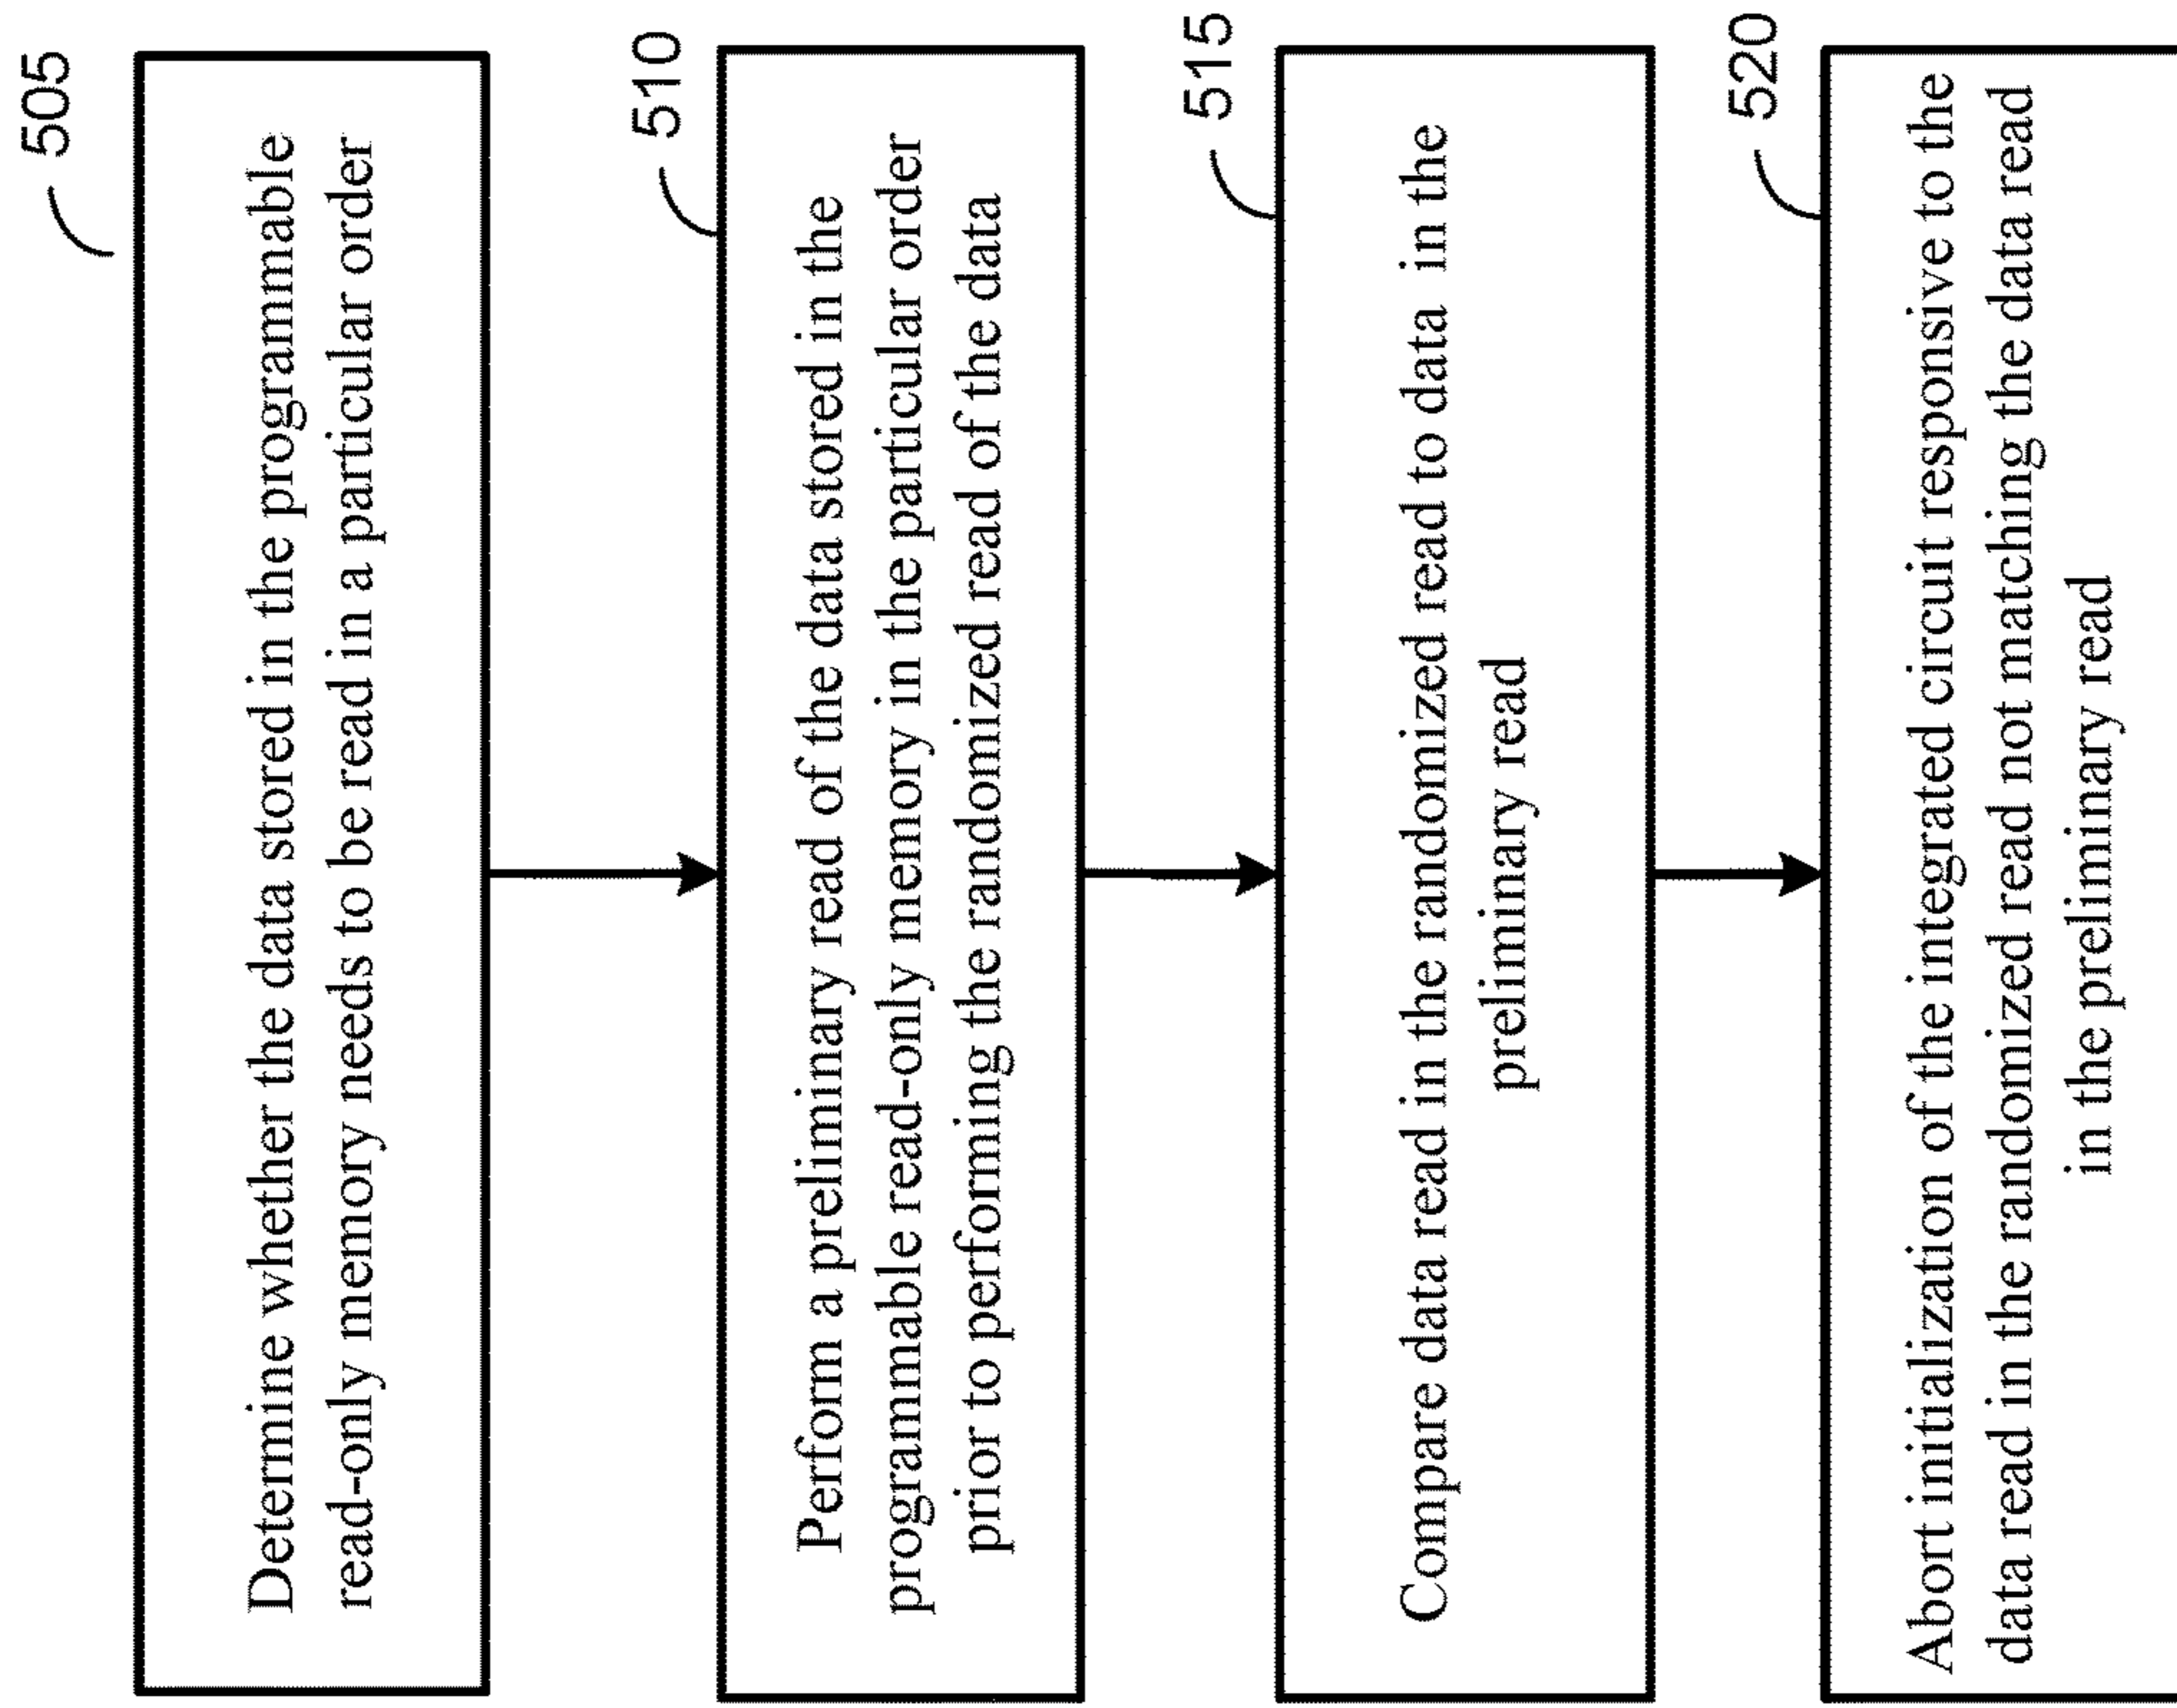 505
Determine whether the data stored in the programmable
read-only memory needs to be read in a particular order
510
Perform a preliminary read of the data stored in the
programmable read-only memory in the particular order
prior to performing the randomized read of the data
515
Compare data read in the randomized read to data in the
preliminary read
520
Abort initialization of the integrated circuit responsive to the
data read in the randomized read not matching the data read
in the preliminary read